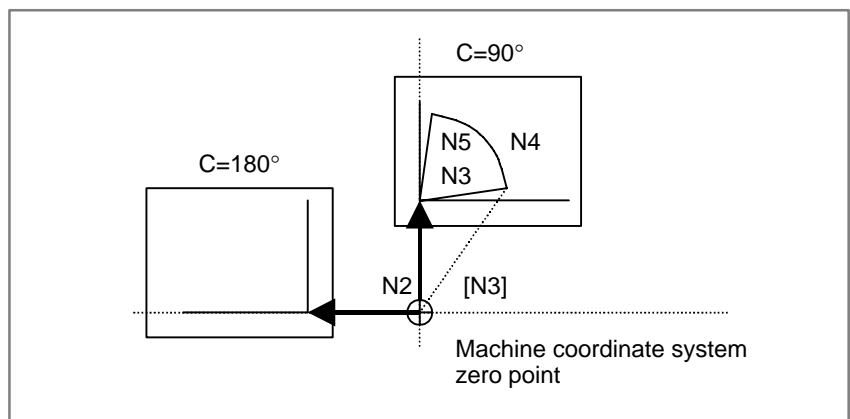 C=90°
N5
N4
C=180°
N3
N2
[N3]
Machine coordinate system
zero point